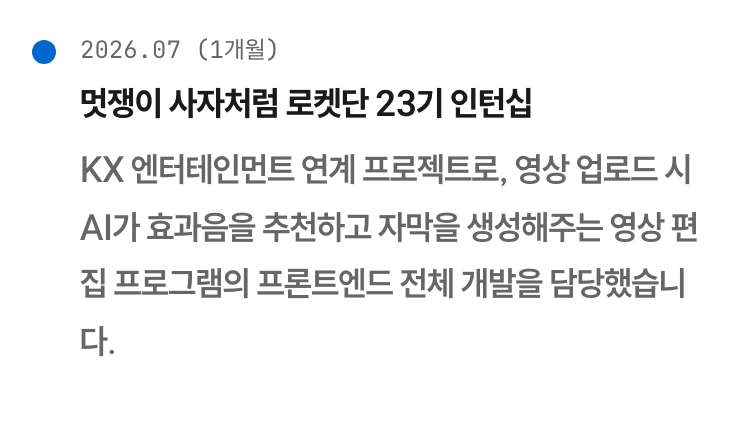 2026.07 (1개월)
멋쟁이 사자처럼 로켓단 23기 인턴십
KX 엔터테인먼트 연계 프로젝트로, 영상 업로드 시
AI가 효과음을 추천하고 자막을 생성해주는 영상 편
집 프로그램의 프론트엔드 전체 개발을 담당했습니
다.